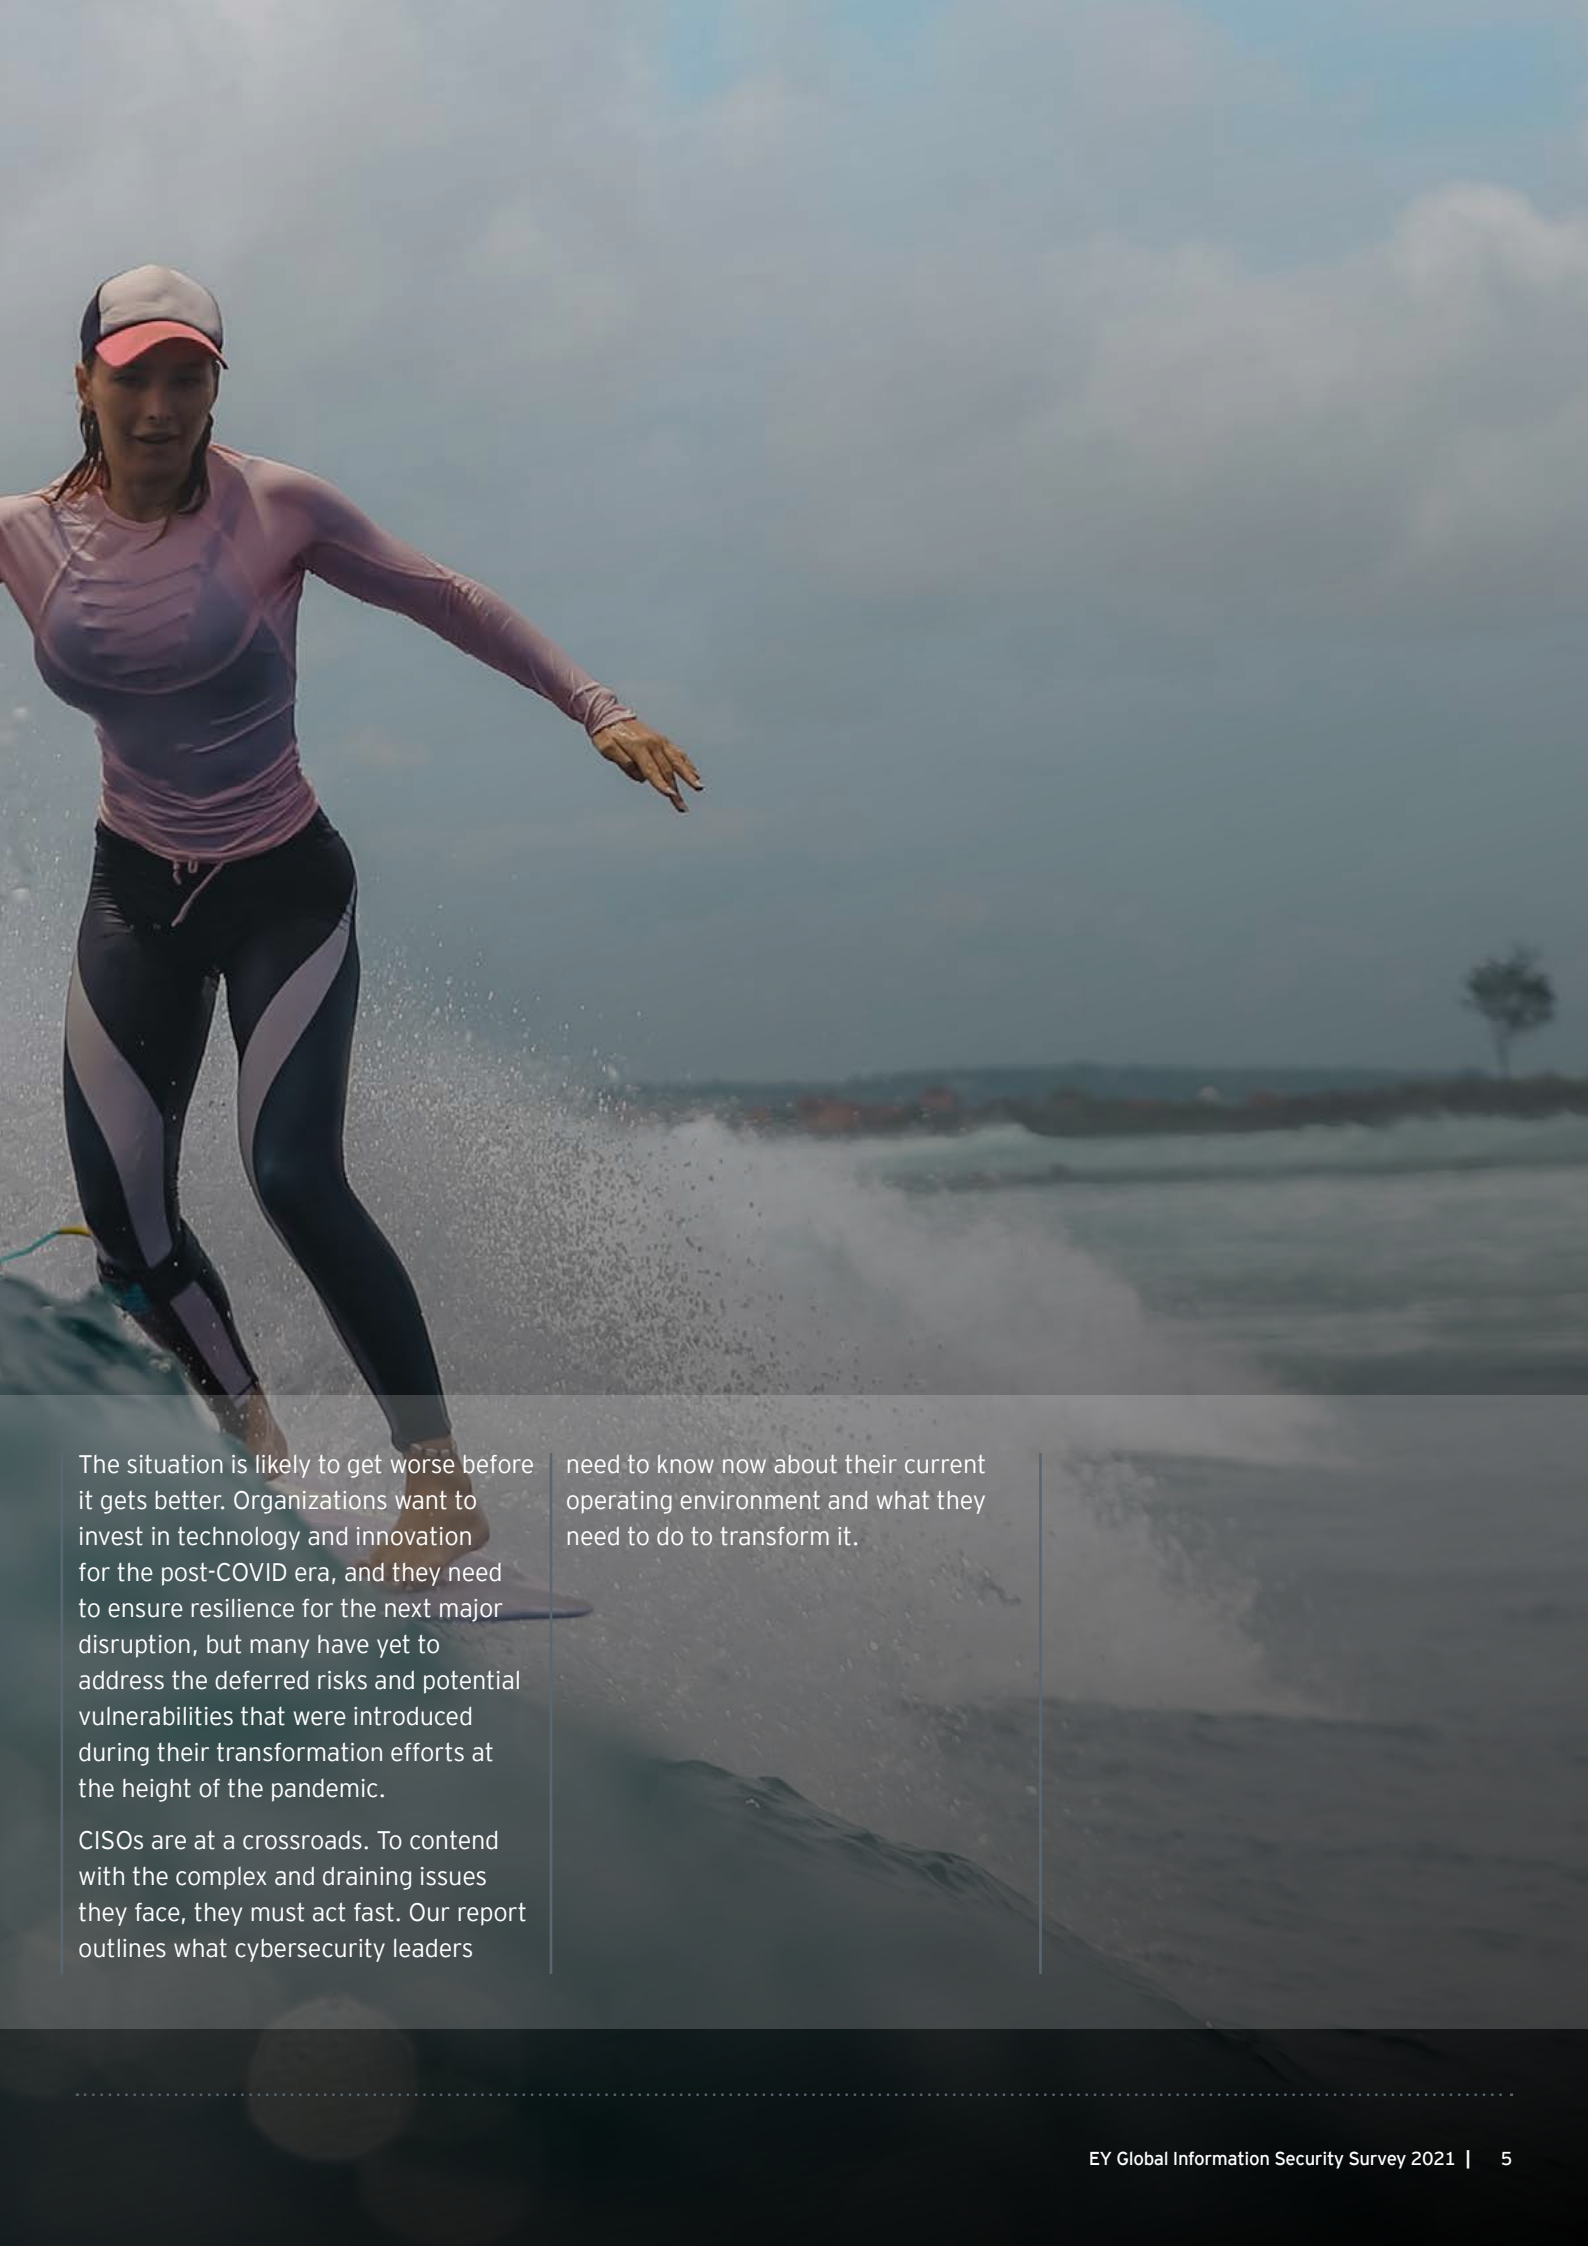 The situation is likely to get worse before
it gets better. Organizations want to
invest in technology and innovation
for the post-COVID era, and they need
to ensure resilience for the next major
disruption, but many have yet to
address the deferred risks and potential
vulnerabilities that were introduced
during their transformation efforts at
the height of the pandemic.
CISOs are at a crossroads. To contend
with the complex and draining issues
they face, they must act fast. Our report
outlines what cybersecurity leaders
need to know now about their current
operating environment and what they
need to do to transform it.
EY Global Information Security Survey 2021 | 5